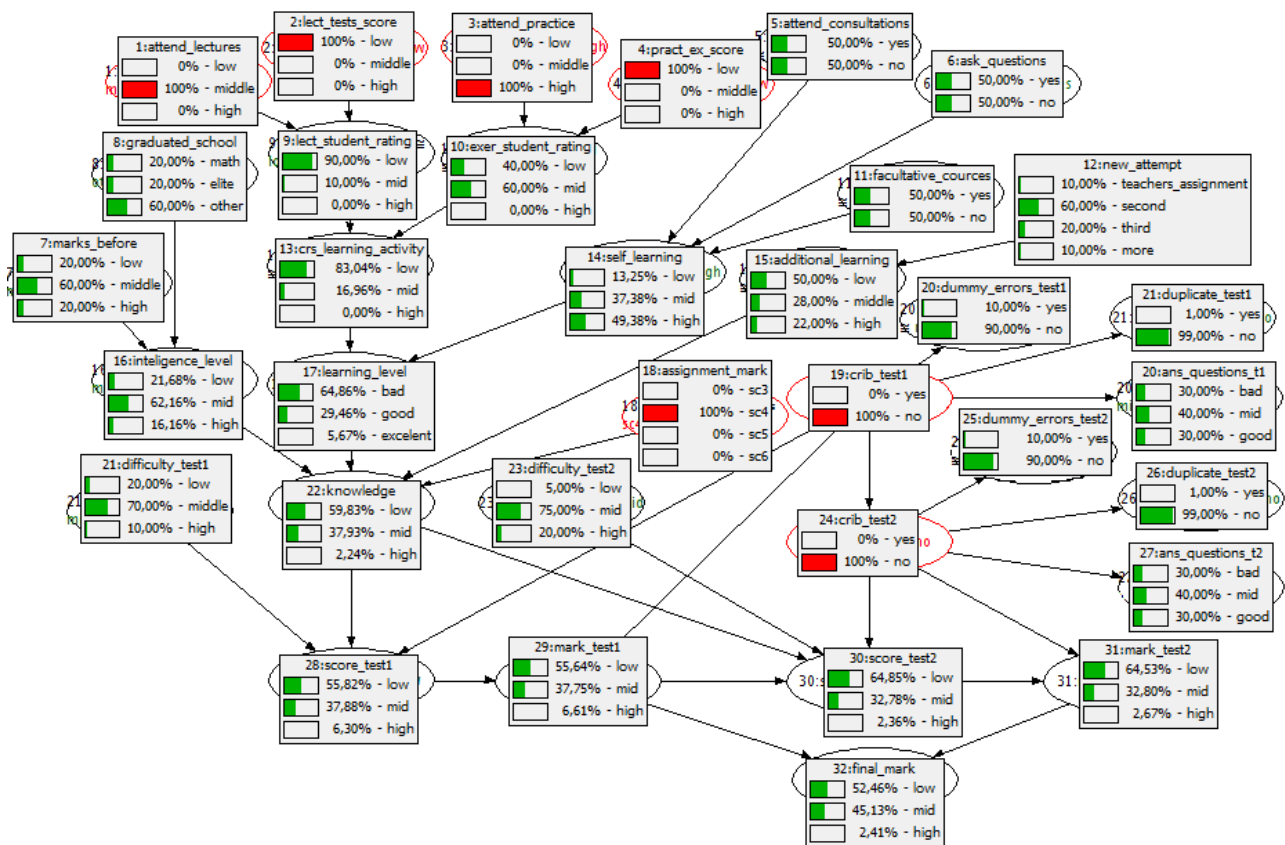 2:lect_tests_score
100% - low
0% - middle
0% - high
3:attend_practice
0% - low
0% - middle
100% - high
5:attend_consultations
50,00% - yes
50,00% - no
1:attend_lectures
0% - low
100% - middle
0% - high
4:pract_ex_score
100% - low
0% - middle
0% - high
6:ask_questions
50,00% - yes
50,00% - no
8:graduated_school
20,00% - math
20,00% - elite
60,00% - other
9:lect_student_rating
90,00% - low
10,00% - mid
0,00% - high
10:exer_student_rating
40,00% - low
60,00% - mid
0,00% - high
11:facultative_cources
50,00% - yes
50,00% - no
12:new_attempt
10,00% - teachers_assignment
60,00% - second
20,00% - third
10,00% - more
7:marks_before
20,00% - low
60,00% - middle
20,00% - high
13:crs_learning_activity
83,04% - low
16,96% - mid
0,00% - high
14:self_learning
13,25% - low
37,38% - mid
49,38% - high
15:additional_learning
50,00% - low
28,00% - middle
22,00% - high
20:dummy_errors_test1
10,00% - yes
90,00% - no
21:duplicate_test1
1,00% - yes
99,00% - no
16:inteligence_level
21,68% - low
62,16% - mid
16,16% - high
17:learning_level
64,86% - bad
29,46% - good
5,67% - excelent
18:assignment_mark
0% - sc3
100% - sc4
0% - sc5
0% - sc6
19:crib_test1
0% - yes
100% - no
20:ans_questions_t1
30,00% - bad
40,00% - mid
30,00% - good
25:dummy_errors_test2
10,00% - yes
90,00% - no
21:difficulty_test1
20,00% - low
70,00% - middle
10,00% - high
22:knowledge
59,83% - low
37,93% - mid
2,24% - high
23:difficulty_test2
5,00% - low
75,00% - mid
20,00% - high
26:duplicate_test2
1,00% - yes
99,00% - no
24:crib_test2
0% - yes
100% - no
27:ans_questions_t2
30,00% - bad
40,00% - mid
30,00% - good
28:score_test1
55,82% - low
37,88% - mid
6,30% - high
29:mark_test1
55,64% - low
37,75% - mid
6,61% - high
30:score_test2
64,85% - low
32,78% - mid
2,36% - high
31:mark_test2
64,53% - low
32,80% - mid
2,67% - high
32:final_mark
52,46% - low
45,13% - mid
2,41% - high